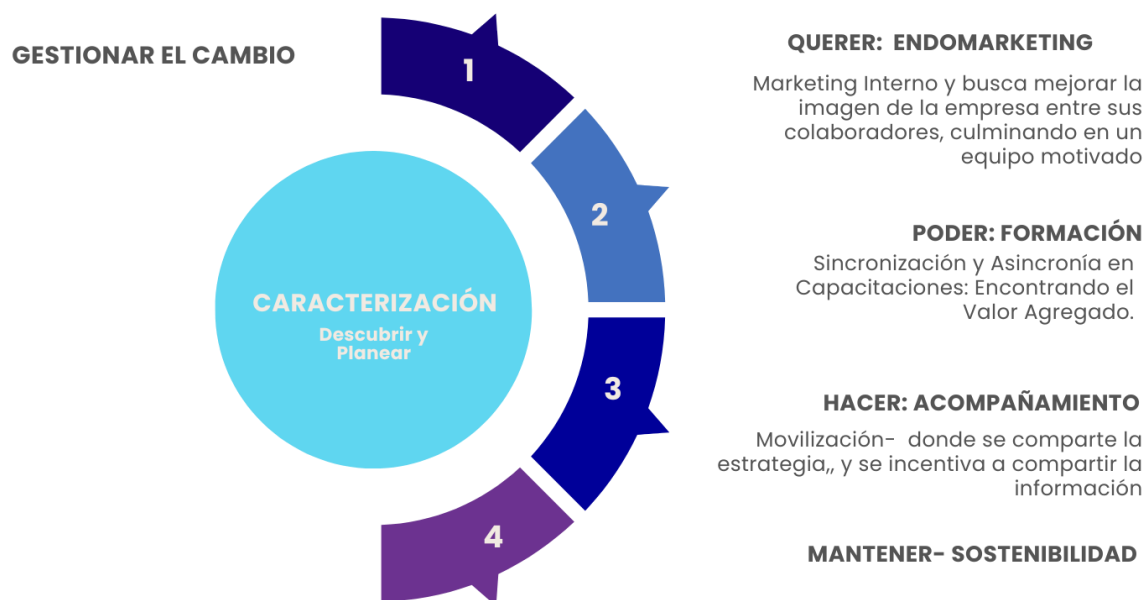 GESTIONAR EL CAMBIO
CARACTERIZACIÓN
Descubrir y
Planear
1
QUERER: ENDOMARKETING
Marketing Interno y busca mejorar la
imagen de la empresa entre sus
colaboradores, culminando en un
equipo motivado
2
PODER: FORMACIÓN
Sincronización y Asincronía en
Capacitaciones: Encontrando el
Valor Agregado.
3
HACER: ACOMPAÑAMIENTO
Movilización- donde se comparte la
estrategia,, y se incentiva a compartir la
información
4
MANTENER- SOSTENIBILIDAD